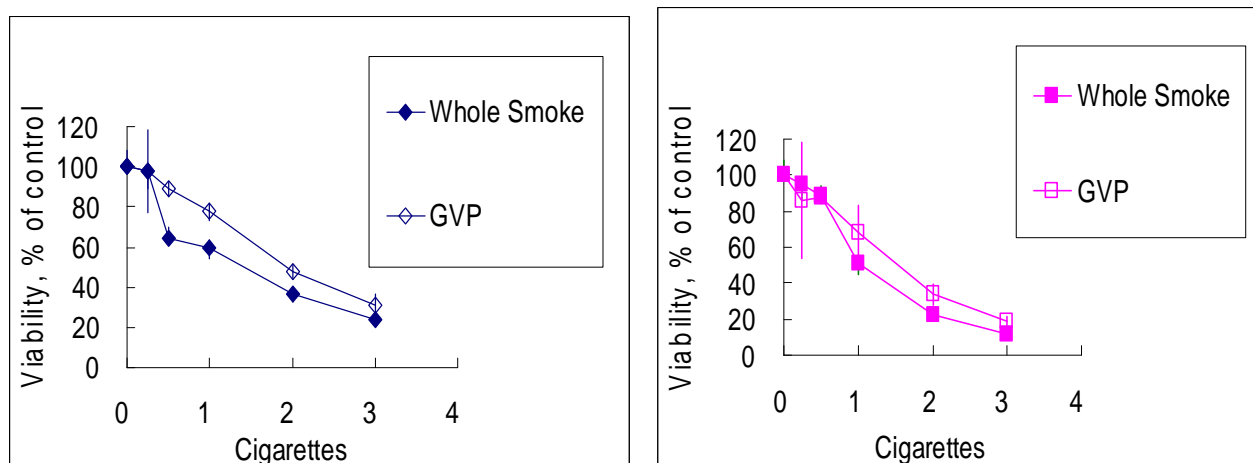 Viability, % of control
120
100
80
60
40
20
0
0 1 2 3 4
Cigarettes
Whole Smoke
GVP
Viability, % of control
120
100
80
60
40
20
0
0 1 2 3 4
Cigarettes
Whole Smoke
GVP